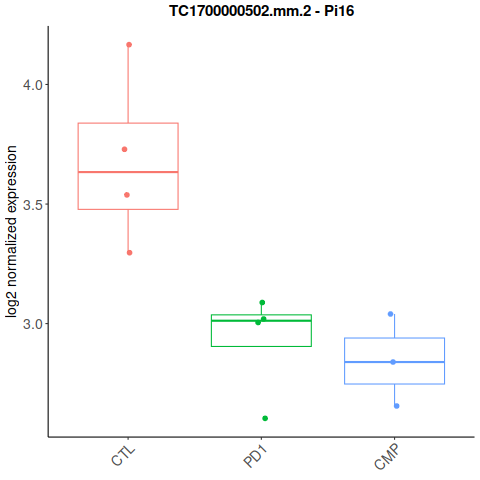 TC1700000502.mm.2 - Pi16
log2 normalized expression
4.0
3.5
3.0
CTL
PD1
CMP